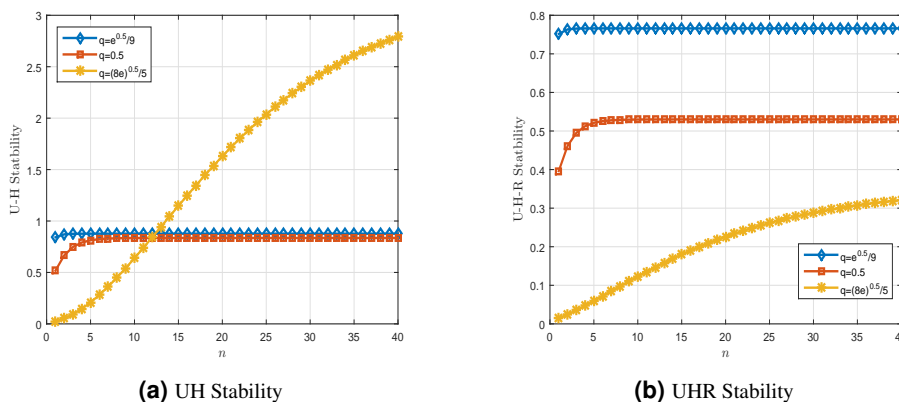 U-H Statbility
3
2.5
2
1.5
1
0.5
0
q=e^0.5/9
q=0.5
q=(8e)^0.5/5
0 5 10 15 20 25 30 35 40
n
(a) UH Stability
U-H-R Statbility
0.8
0.7
0.6
0.5
0.4
0.3
0.2
0.1
0
q=e^0.5/9
q=0.5
q=(8e)^0.5/5
0 5 10 15 20 25 30 35 40
n
(b) UHR Stability